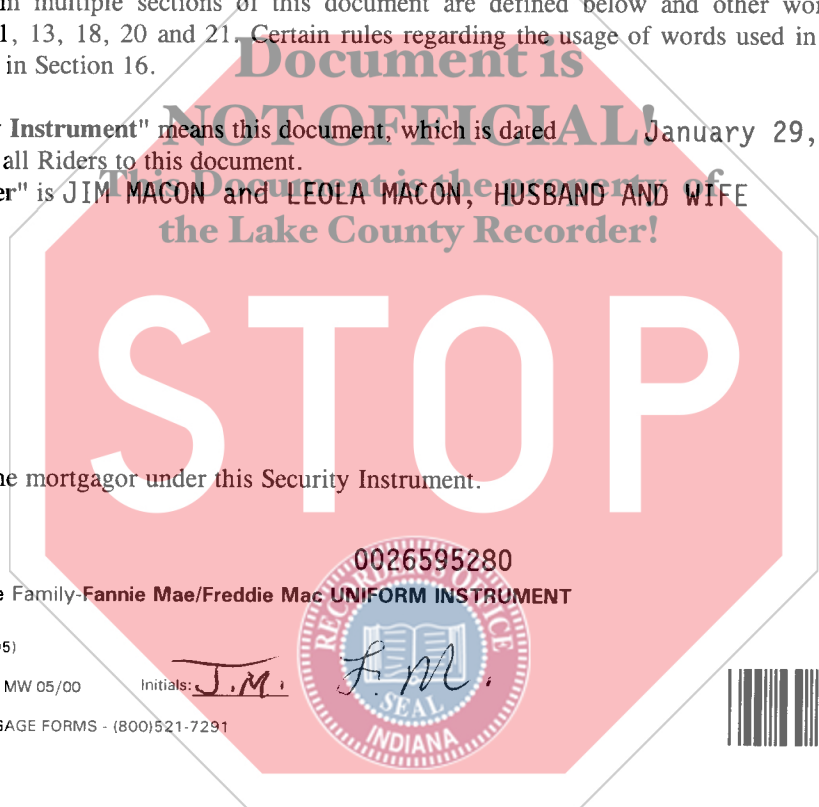 in multiple sections of this document are defined below and other wor
1, 13, 18, 20 and 21. Certain rules regarding the usage of words used in
in Section 16.
Document is
NOT OFFICIAL!
This Document is the property of
the Lake County Recorder!
Instrument" means this document, which is dated January 29,
all Riders to this document.
er" is JIM MACON and LEOLA MACON, HUSBAND AND WIFE
STOP
he mortgagor under this Security Instrument.
0026595280
e Family-Fannie Mae/Freddie Mac UNIFORM INSTRUMENT
RECORDER'S OFFICE
SEAL
INDIANA
MW 05/00
Initials: J.M. L.M.
GAGE FORMS - (800)521-7291